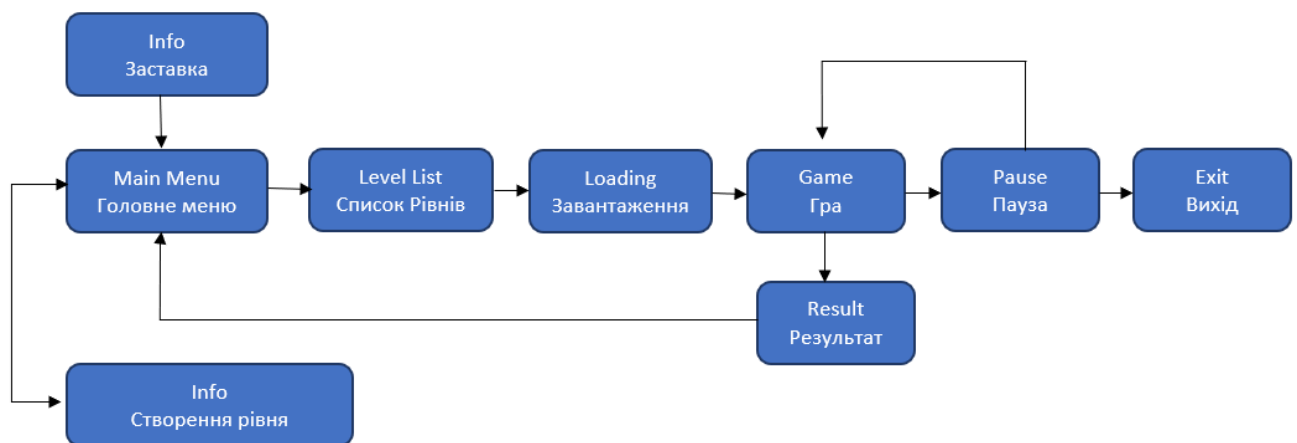 Info
Заставка
Main Menu
Головне меню
Level List
Список Рівнів
Loading
Завантаження
Game
Гра
Pause
Пауза
Exit
Вихід
Result
Результат
Info
Створення рівня